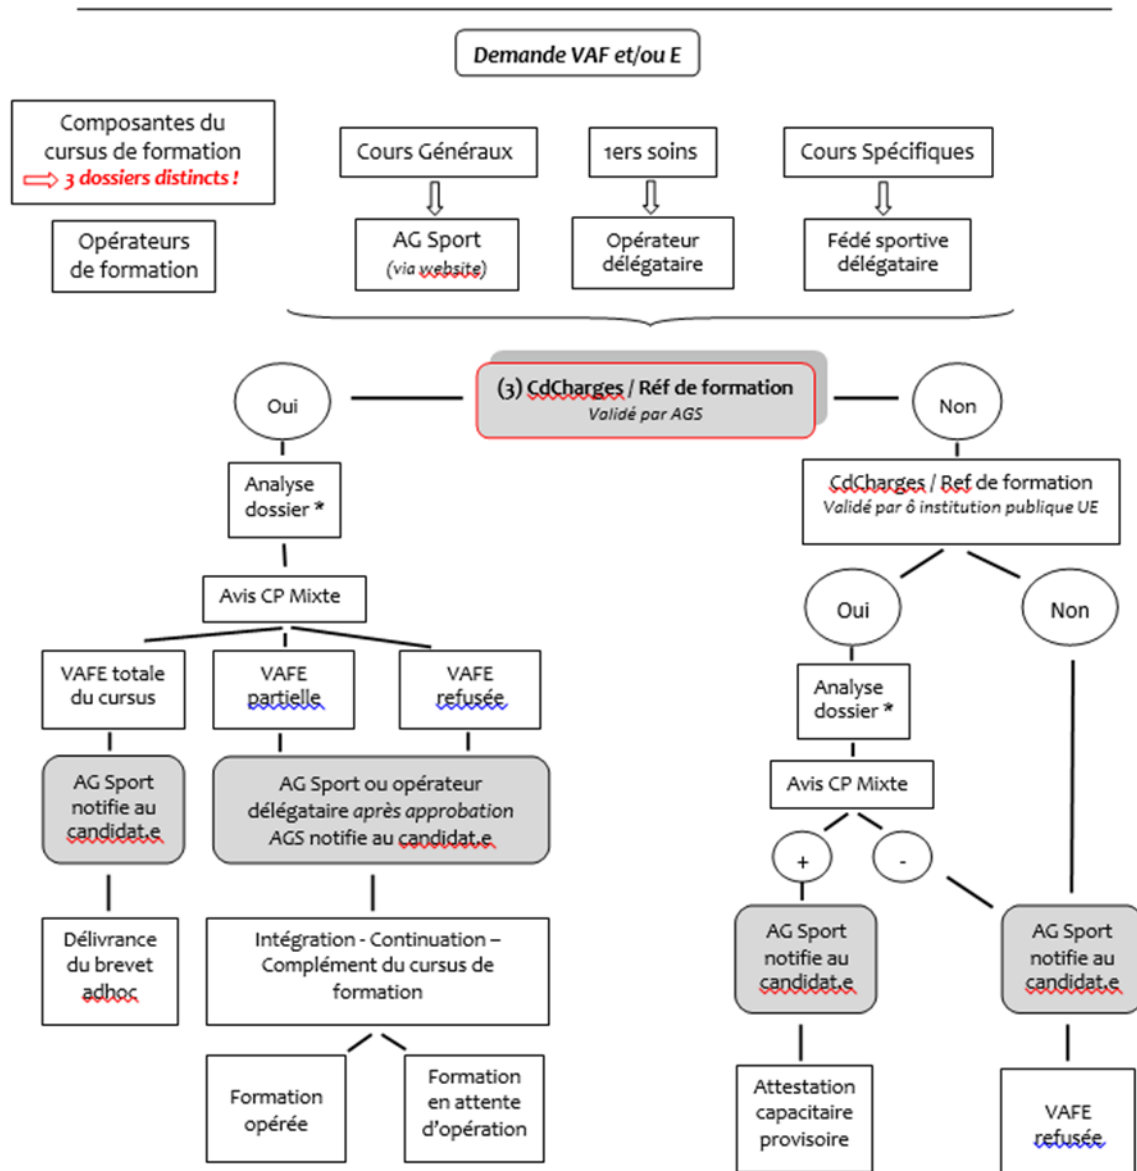 Demande VAF et/ou E
Composantes du
cursus de formation
3 dossiers distincts !
Cours Généraux
1ers soins
Cours Spécifiques
Opérateurs
de formation
AG Sport
(via website)
Opérateur
délégataire
Fédé sportive
délégataire
(3) CdCharges / Réf de formation
Validé par AGS
Oui
Non
Analyse
dossier *
CdCharges / Ref de formation
Validé par ô institution publique UE
Avis CP Mixte
Oui
Non
VAFE totale
du cursus
VAFE
partielle
VAFE
refusée
Analyse
dossier *
AG Sport
notifie au
candidat.e
AG Sport ou opérateur
délégataire après approbation
AGS notifie au candidat.e
Avis CP Mixte
+
-
Délivrance
du brevet
adhoc
Intégration - Continuation –
Complément du cursus de
formation
AG Sport
notifie au
candidat.e
AG Sport
notifie au
candidat.e
Formation
opérée
Formation
en attente
d'opération
Attestation
capacitaire
provisoire
VAFE
refusée